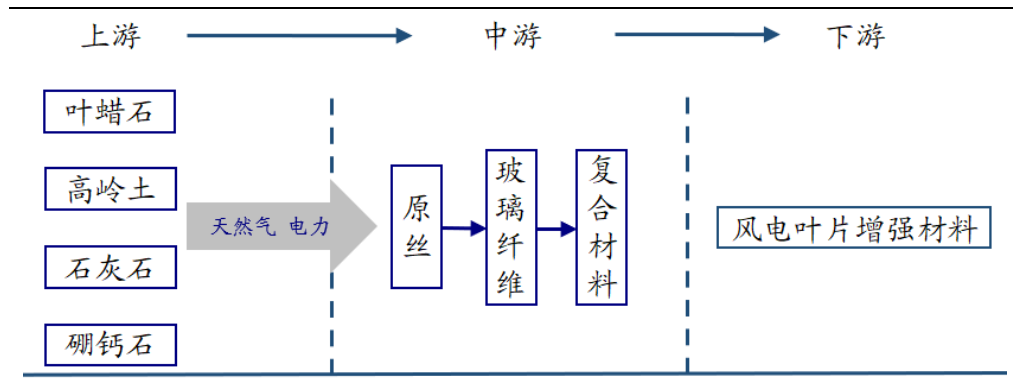 上游
中游
下游
叶蜡石
高岭土
石灰石
硼钙石
天然气 电力
原丝
玻璃纤维
复合材料
风电叶片增强材料